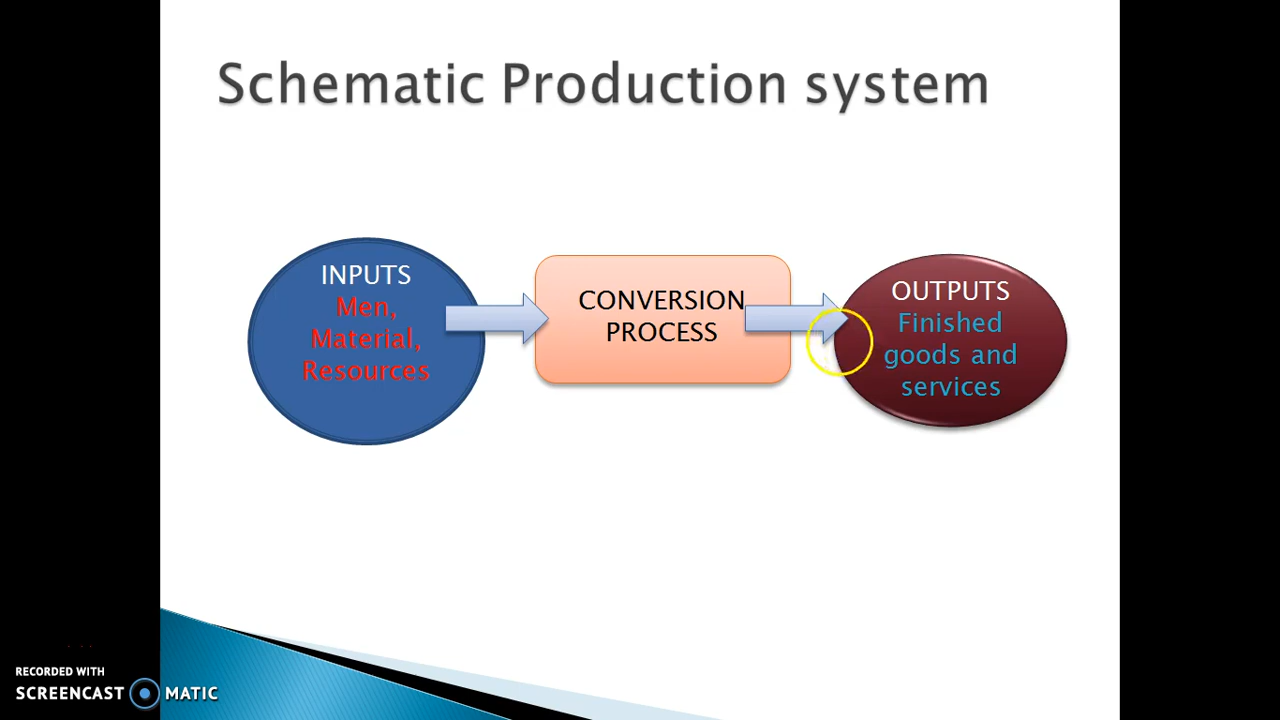 Schematic Production system
INPUTS
Men,
Material,
Resources
CONVERSION
PROCESS
OUTPUTS
Finished
goods and
services
RECORDED WITH
SCREENCAST MATIC